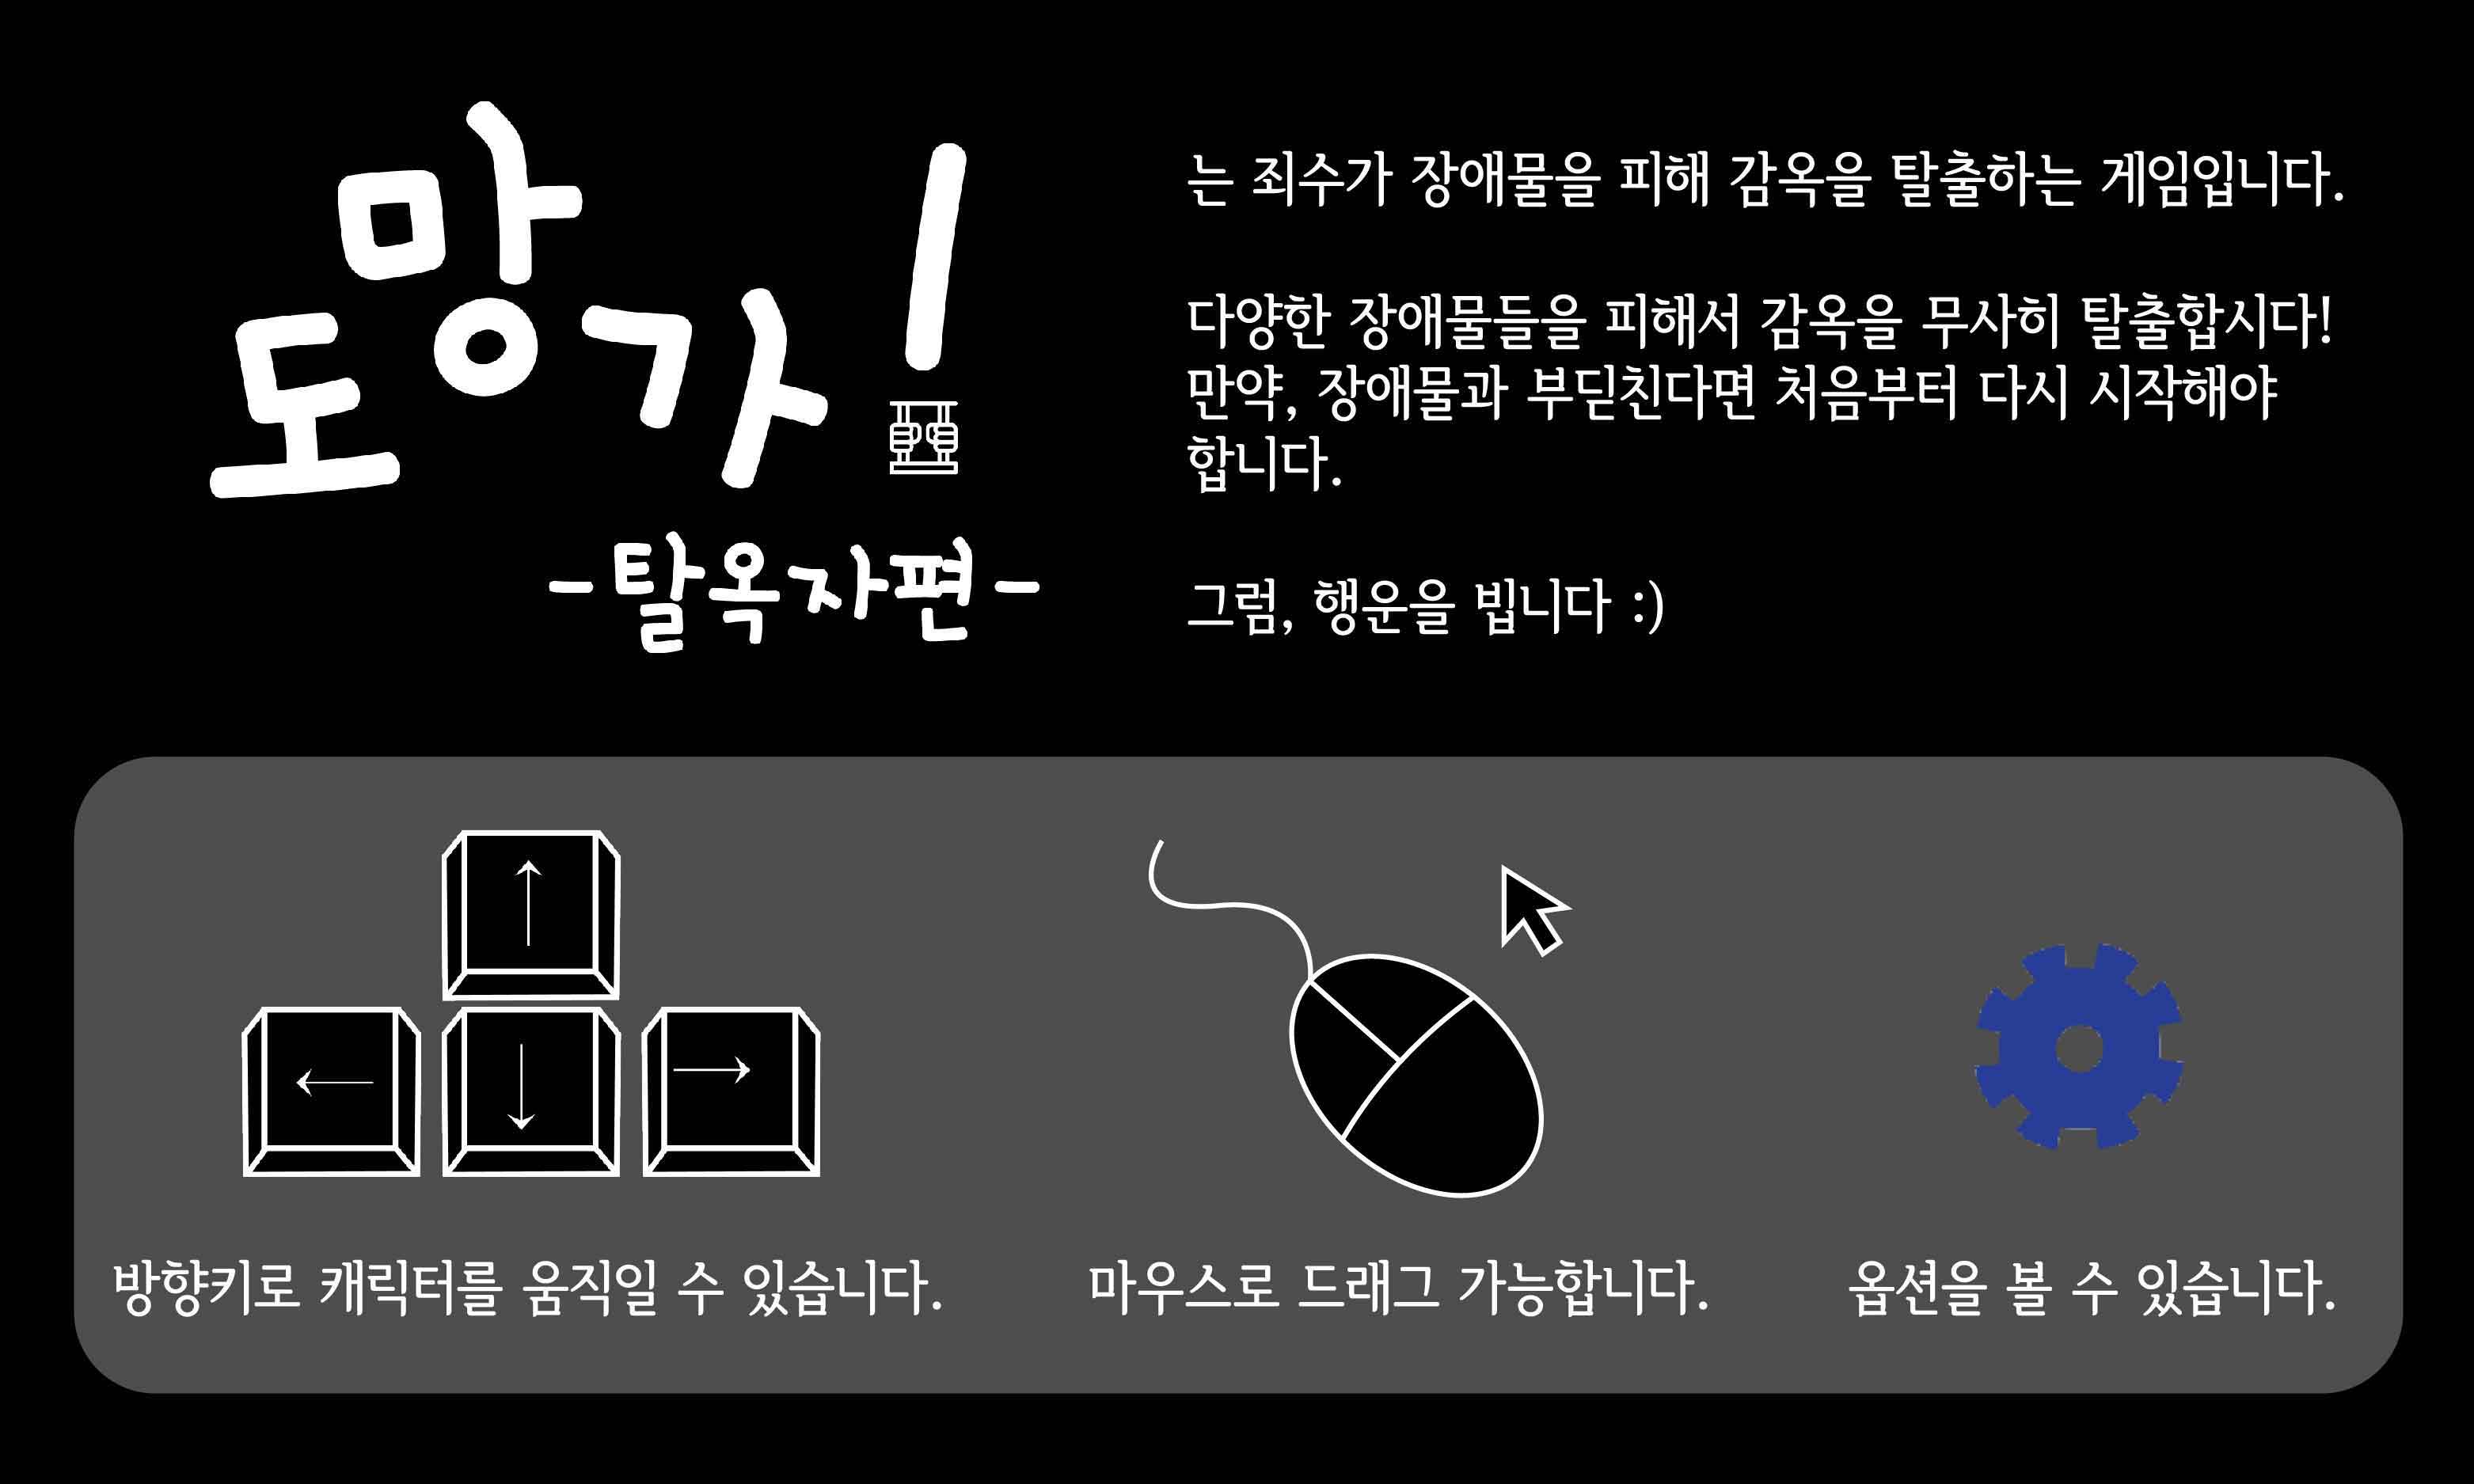 도망가!
-탈옥자편-
는 죄수가 장애물을 피해 감옥을 탈출하는 게임입니다.
다양한 장애물들을 피해서 감옥을 무사히 탈출합시다!
만약, 장애물과 부딛친다면 처음부터 다시 시작해야
합니다.
그럼, 행운을 빕니다 :)
방향키로 캐릭터를 움직일 수 있습니다.
마우스로 드래그 가능합니다.
옵션을 볼 수 있습니다.